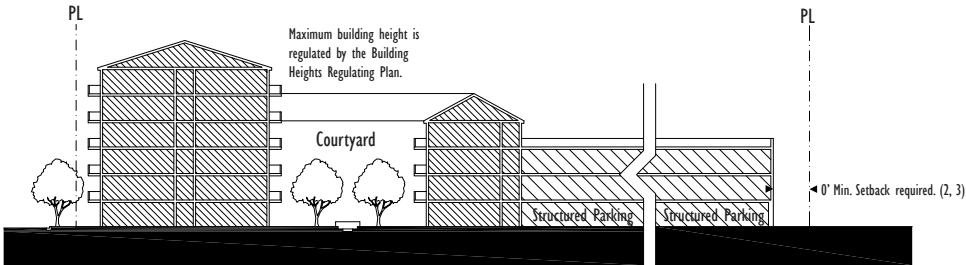 PL
PL
Maximum building height is
regulated by the Building
Heights Regulating Plan.
Courtyard
0' Min. Setback required. (2, 3)
Structured Parking
Structured Parking